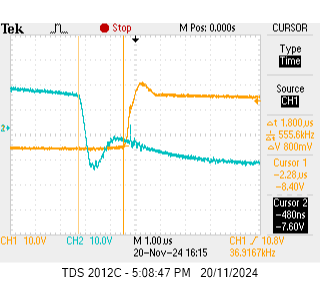 Tek Stop M Pos: 0.000s CURSOR
Type
Time
Source
CH1
Δt 1.800µs
555.6kHz
ΔV 800mV
Cursor 1
-2.28µs
-8.40V
Cursor 2
-480ns
-7.60V
2
CH1 10.0V CH2 10.0V M 1.00µs CH1 / 10.8V
20-Nov-24 16:15 36.9167kHz
TDS 2012C - 5:08:47 PM 20/11/2024